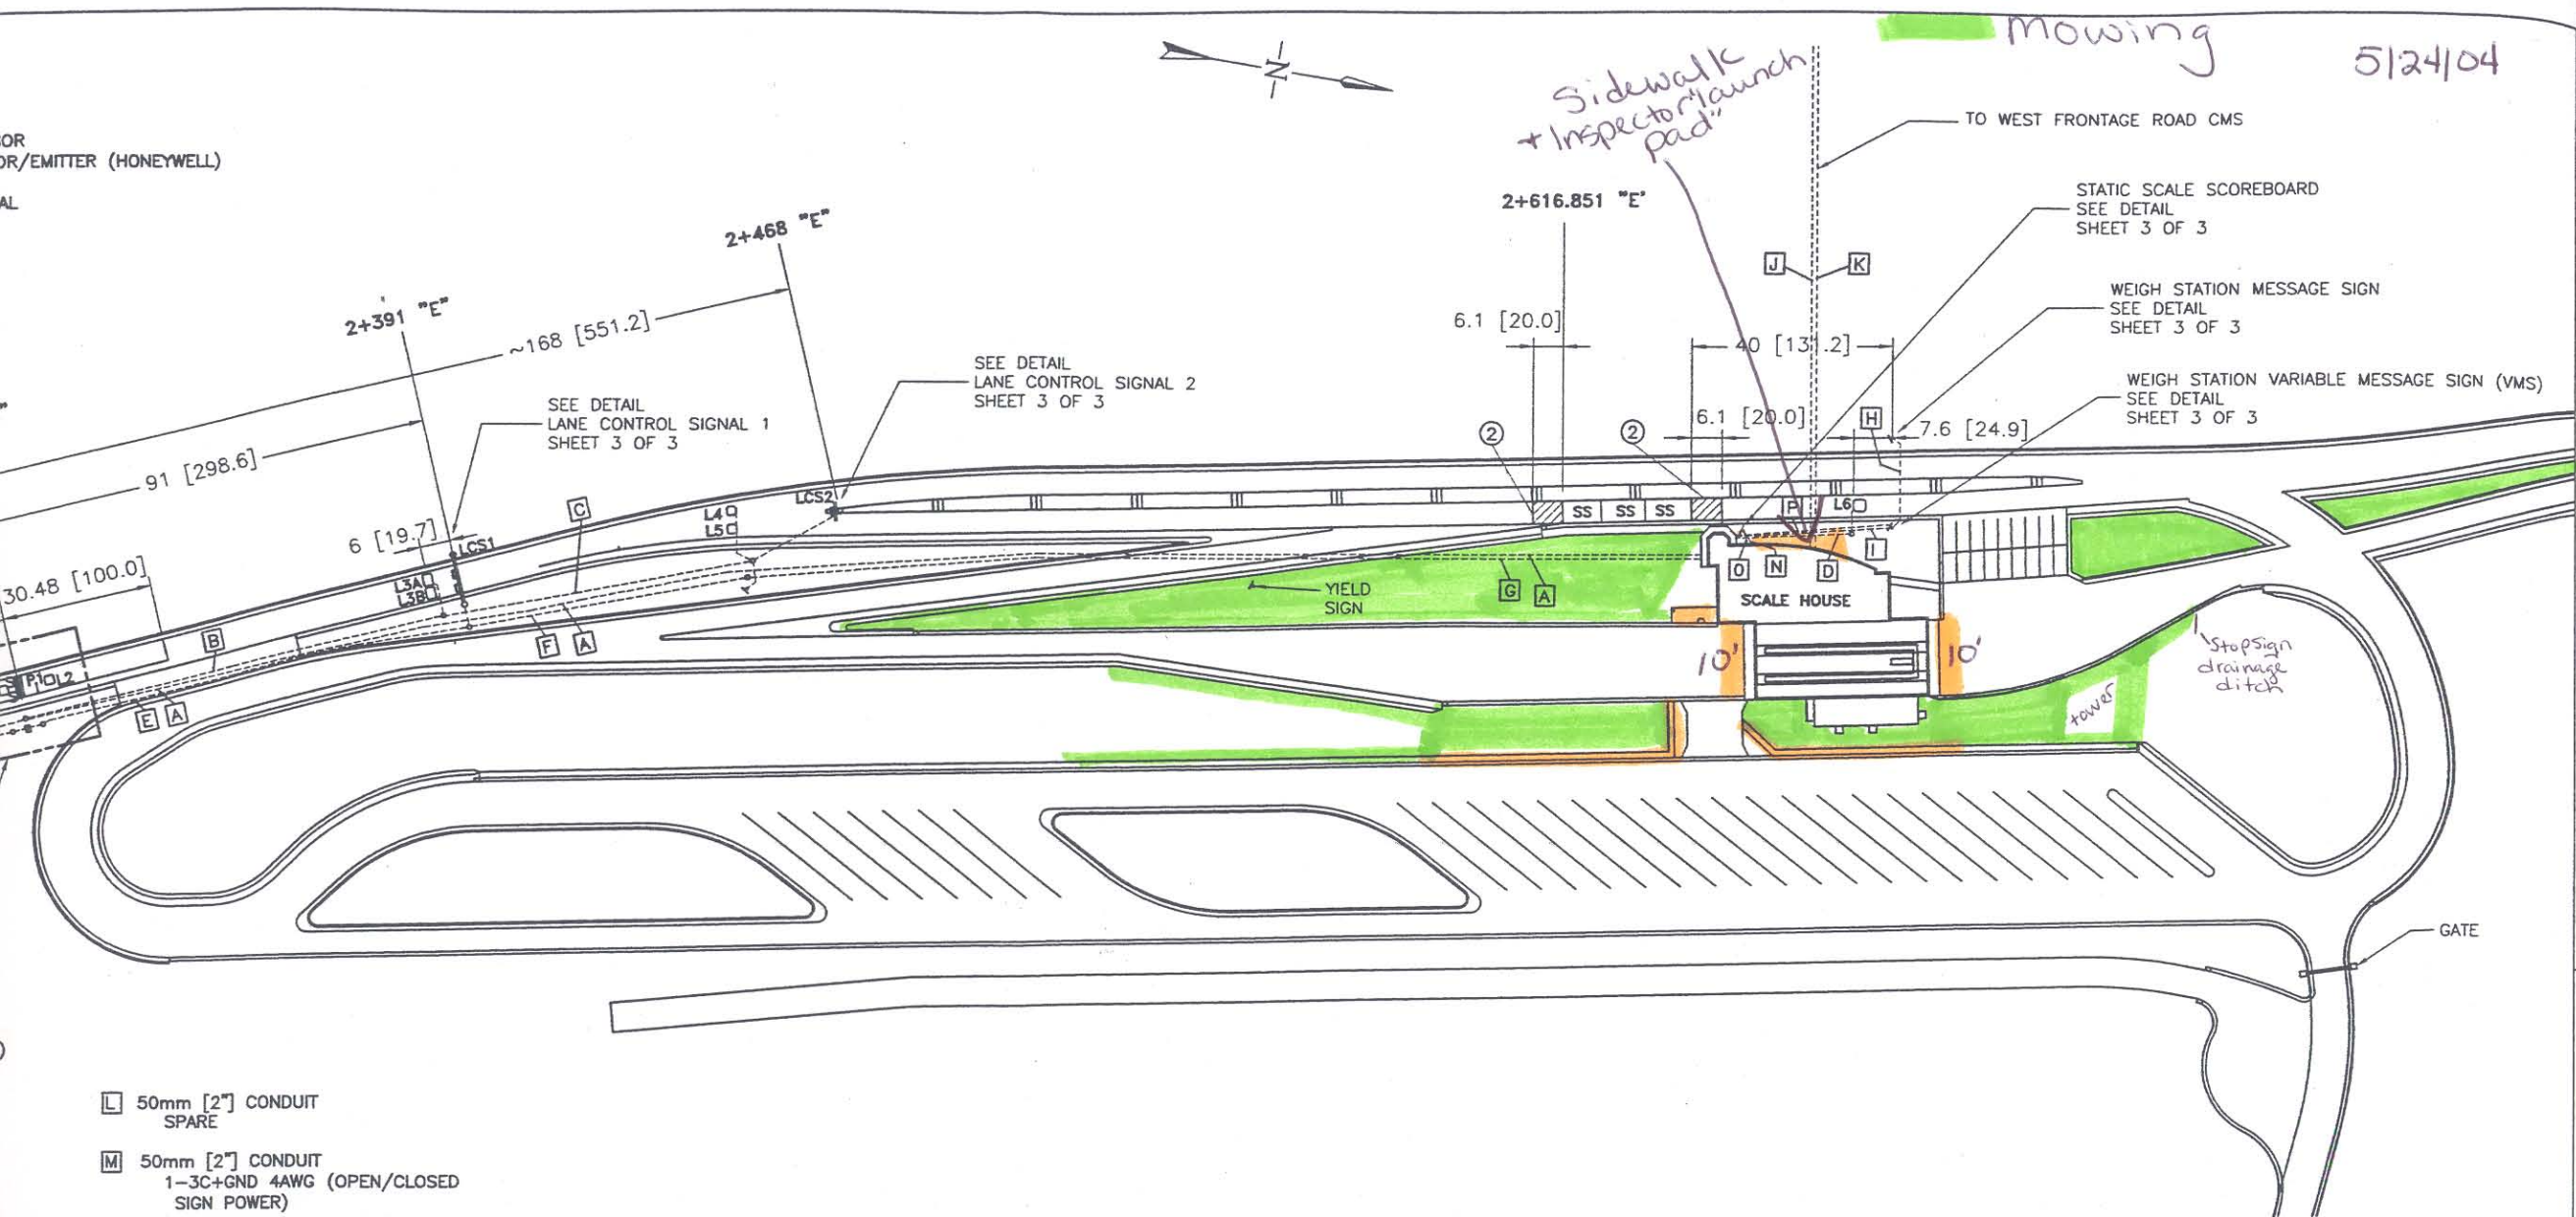 Mowing
5/24/04
Sidewalk
+ Inspector "launch
pad"
N
TO WEST FRONTAGE ROAD CMS
OR/EMITTER (HONEYWELL)
STATIC SCALE SCOREBOARD
SEE DETAIL
SHEET 3 OF 3
2+616.851 "E"
2+468 "E"
J
K
WEIGH STATION MESSAGE SIGN
SEE DETAIL
SHEET 3 OF 3
2+391 "E"
~168 [551.2]
6.1 [20.0]
40 [131.2]
SEE DETAIL
LANE CONTROL SIGNAL 2
SHEET 3 OF 3
WEIGH STATION VARIABLE MESSAGE SIGN (VMS)
SEE DETAIL
SHEET 3 OF 3
SEE DETAIL
LANE CONTROL SIGNAL 1
SHEET 3 OF 3
91 [298.6]
2
2
6.1 [20.0]
H
7.6 [24.9]
C
LCS2
L4
L5
SS SS SS
P
L6
6 [19.7]
LCS1
L3A
L3B
30.48 [100.0]
YIELD
SIGN
G A
O N D I
SCALE HOUSE
B
F A
10'
10'
Stop sign
drainage
ditch
tower
L2
E A
GATE
L 50mm [2"] CONDUIT
SPARE
M 50mm [2"] CONDUIT
1-3C+GND 4AWG (OPEN/CLOSED
SIGN POWER)